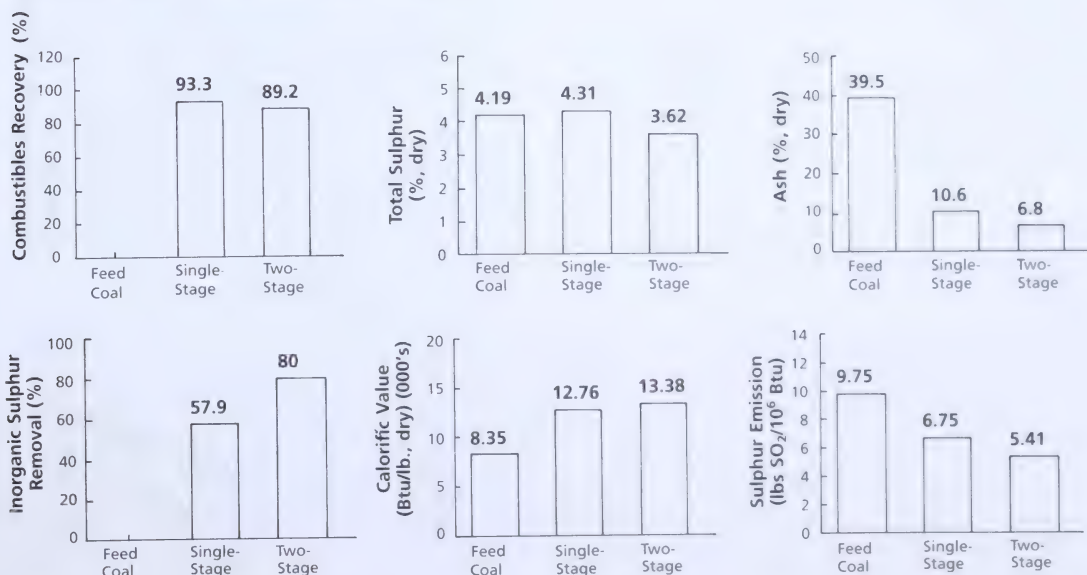 Combustibles Recovery (%)
120
100
80
60
40
20
0
93.3
89.2
Feed
Coal
Single-
Stage
Two-
Stage
Total Sulphur
(%, dry)
6
5
4
3
2
1
0
4.19
4.31
3.62
Feed
Coal
Single-
Stage
Two-
Stage
Ash (%, dry)
50
40
30
20
10
0
39.5
10.6
6.8
Feed
Coal
Single-
Stage
Two-
Stage
Inorganic Sulphur
Removal (%)
100
80
60
40
20
0
57.9
80
Feed
Coal
Single-
Stage
Two-
Stage
Calorific Value
(Btu/lb., dry) (000's)
20
15
10
5
0
8.35
12.76
13.38
Feed
Coal
Single-
Stage
Two-
Stage
Sulphur Emission
(lbs SO₂/10⁶ Btu)
14
12
10
8
6
4
2
0
9.75
6.75
5.41
Feed
Coal
Single-
Stage
Two-
Stage